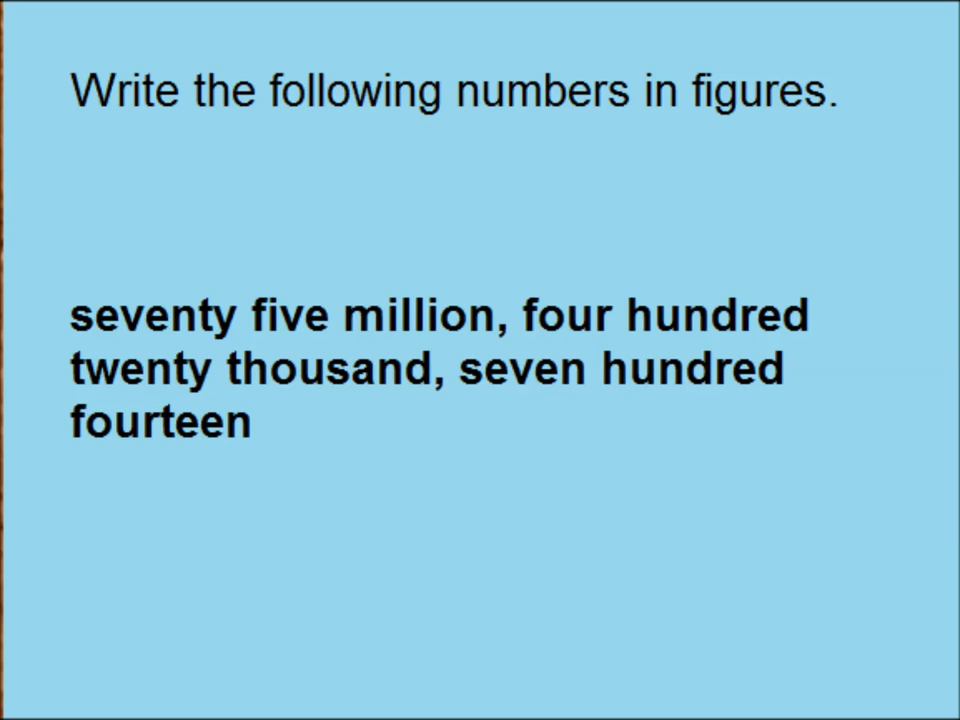 Write the following numbers in figures.
seventy five million, four hundred
twenty thousand, seven hundred
fourteen